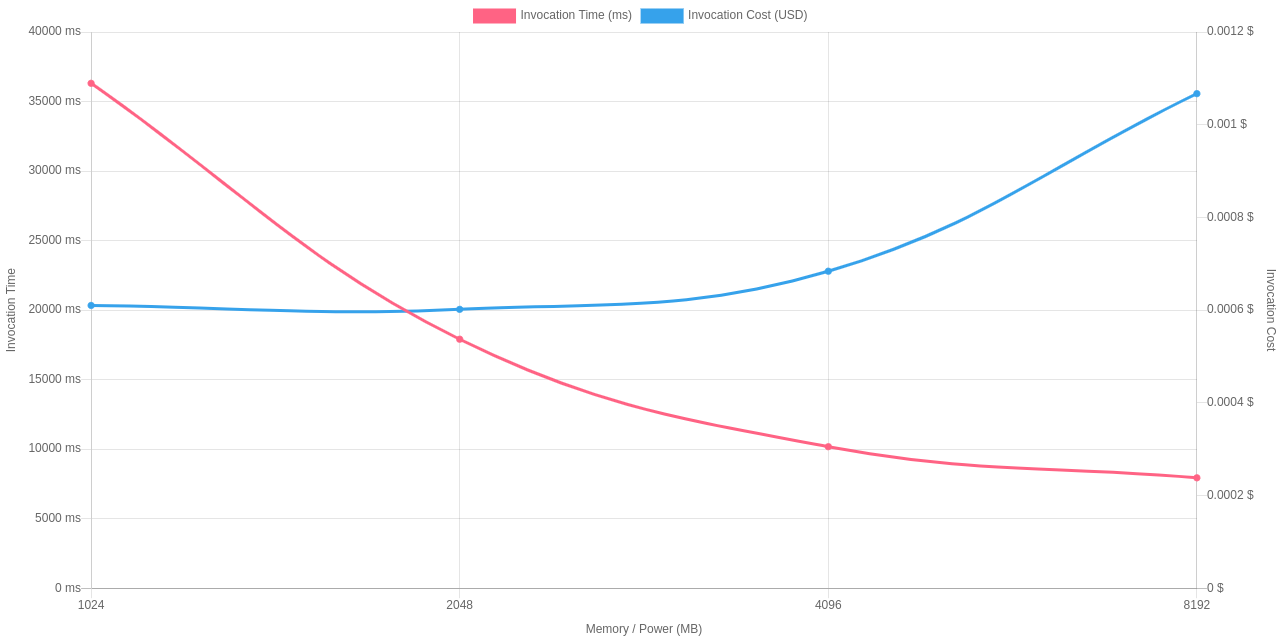 Invocation Time (ms) Invocation Cost (USD)
40000 ms 0.0012 $
35000 ms
0.001 $
30000 ms
0.0008 $
25000 ms
Invocation Time
Invocation Cost
20000 ms 0.0006 $
15000 ms
0.0004 $
10000 ms
0.0002 $
5000 ms
0 ms 0 $
1024 2048 4096 8192
Memory / Power (MB)